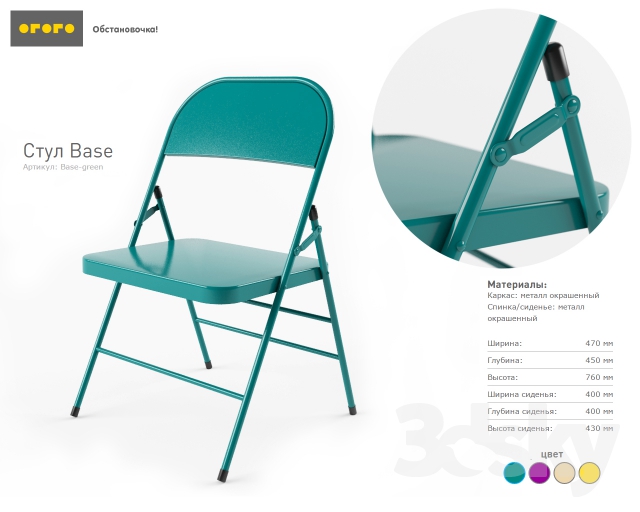 огого
Обстановочка!
Стул Base
Артикул: Base-green
Материалы:
Каркас: металл окрашенный
Спинка/сиденье: металл
окрашенный
Ширина: 470 мм
Глубина: 450 мм
Высота: 760 мм
Ширина сиденья: 400 мм
Глубина сиденья: 400 мм
Высота сиденья: 430 мм
цвет
3dsky